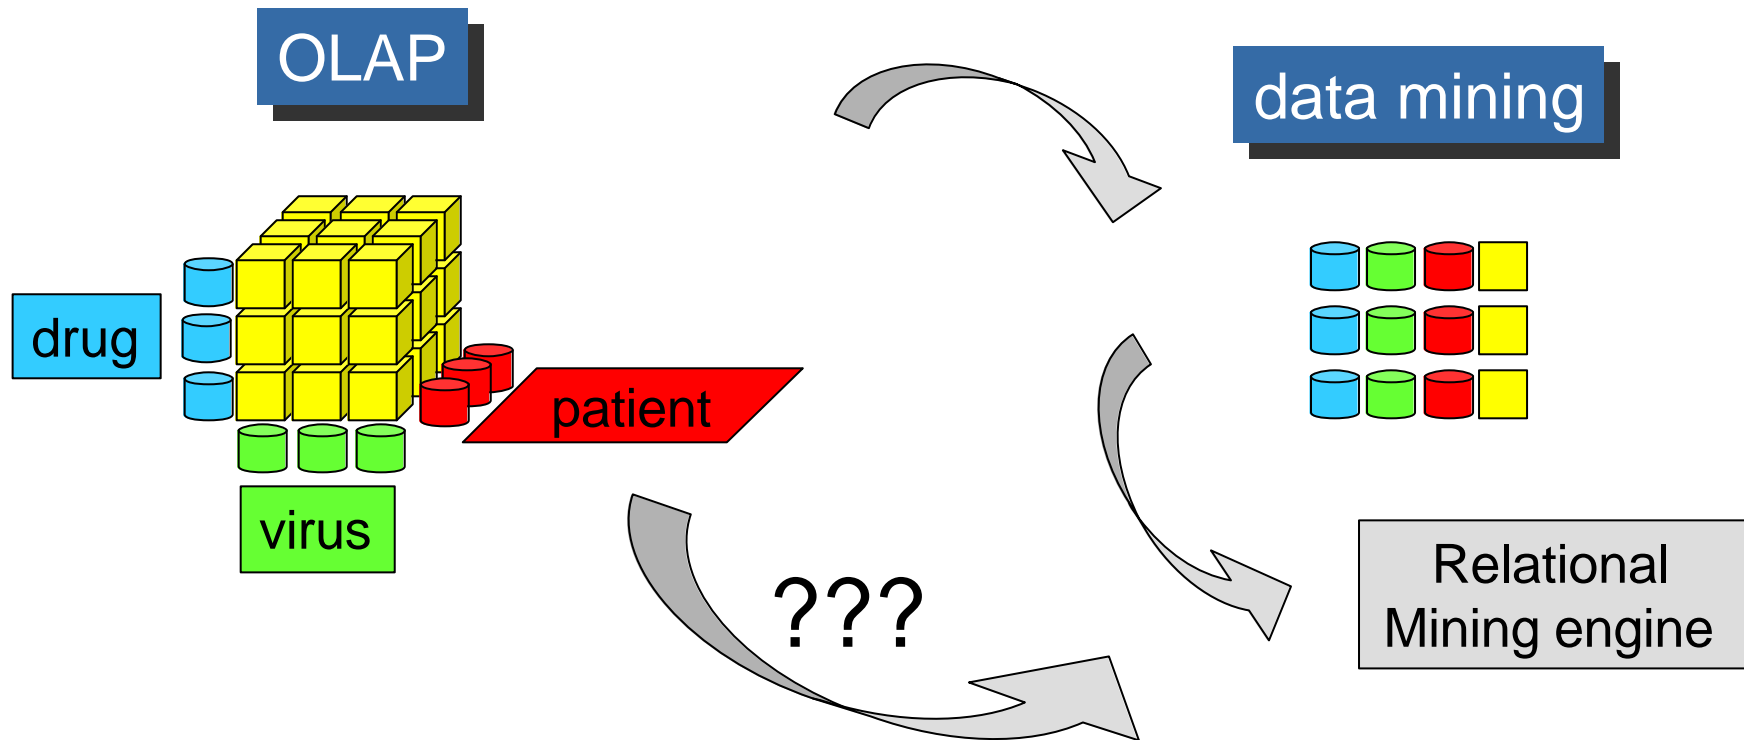 OLAP
data mining
drug
patient
virus
???
Relational
Mining engine